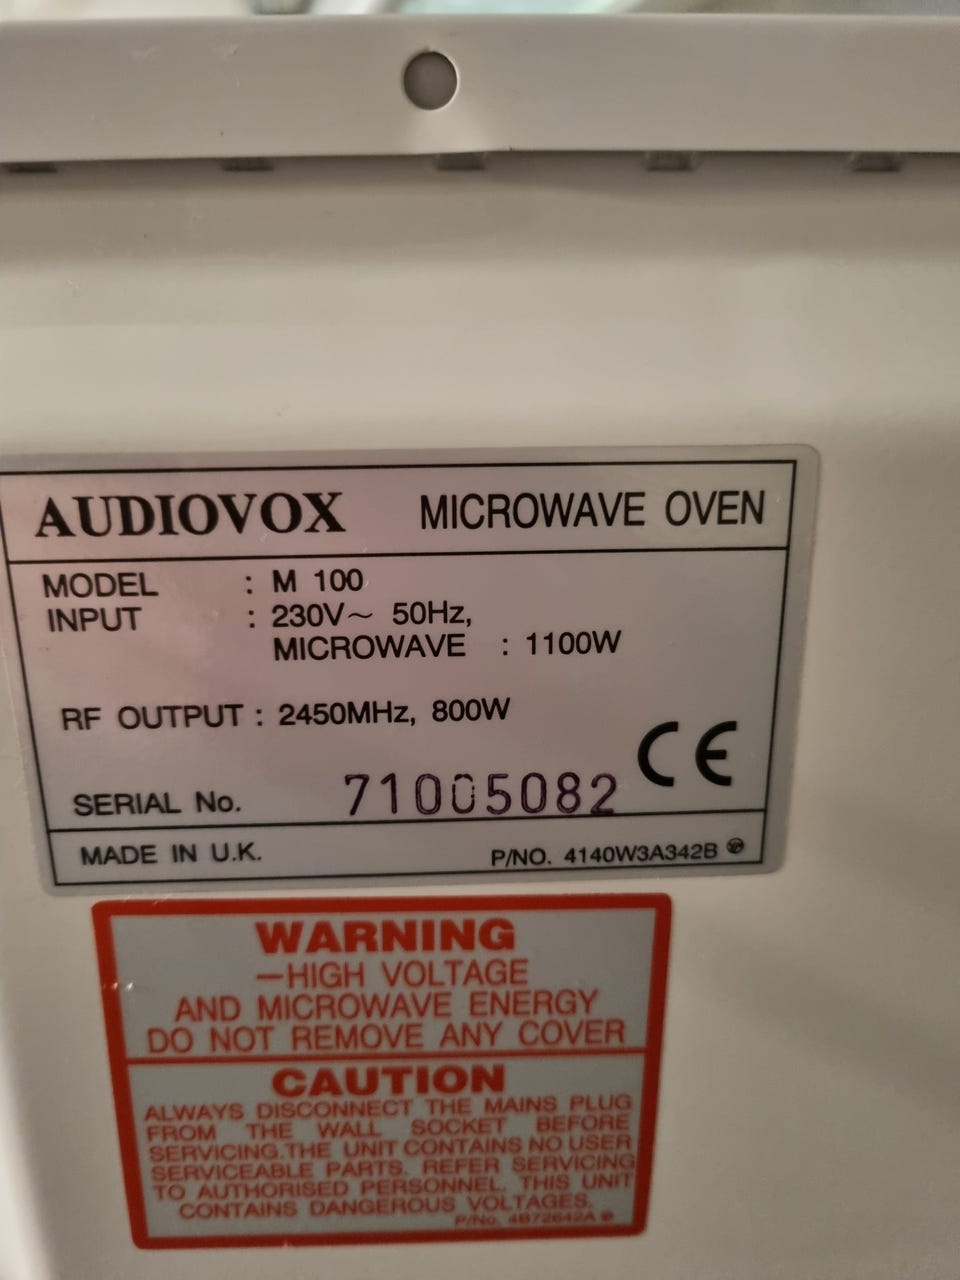 AUDIOVOX MICROWAVE OVEN
MODEL : M 100
INPUT : 230V~ 50Hz,
MICROWAVE : 1100W
RF OUTPUT : 2450MHz, 800W
CE
SERIAL No. 71005082
MADE IN U.K. P/NO. 4140W3A342B
WARNING
—HIGH VOLTAGE
AND MICROWAVE ENERGY
DO NOT REMOVE ANY COVER
CAUTION
ALWAYS DISCONNECT THE MAINS PLUG
FROM THE WALL SOCKET BEFORE
SERVICING.THE UNIT CONTAINS NO USER
SERVICEABLE PARTS. REFER SERVICING
TO AUTHORISED PERSONNEL. THIS UNIT
CONTAINS DANGEROUS VOLTAGES.
P/No. 4B72642A